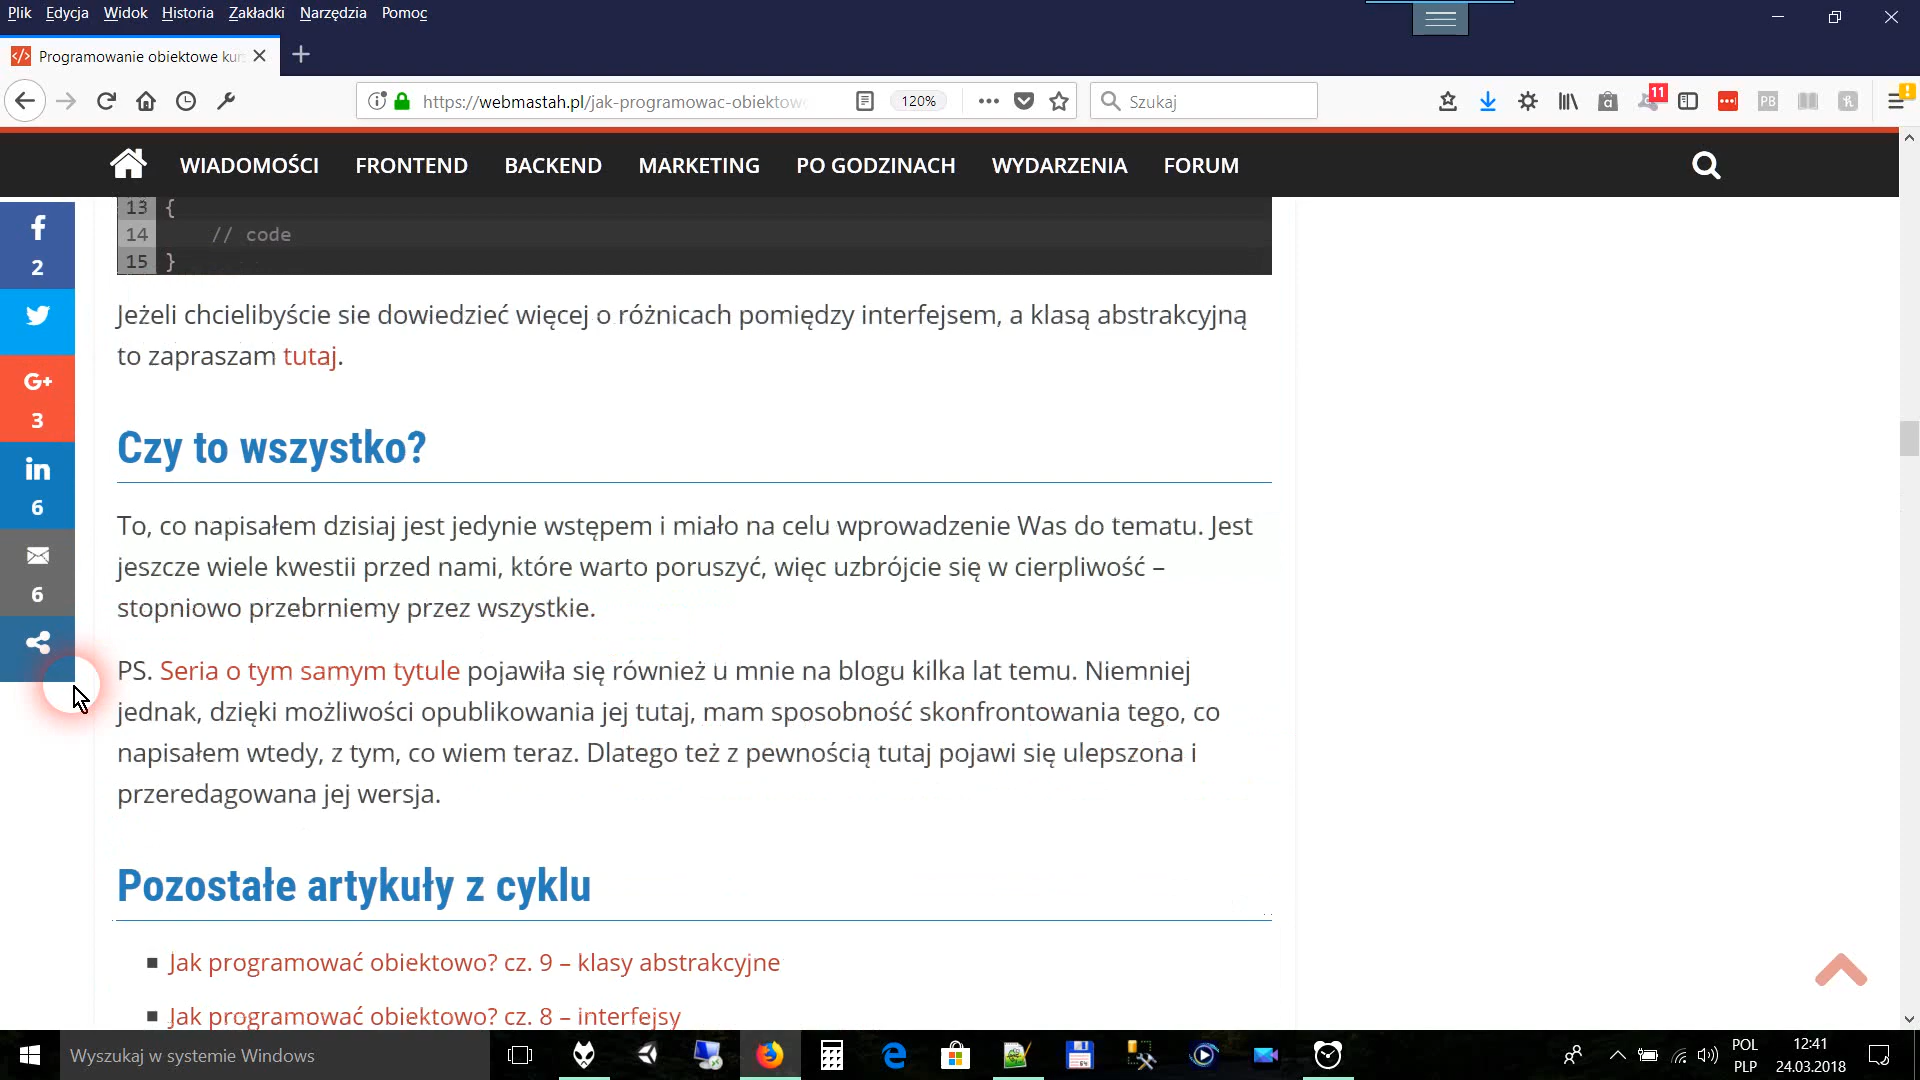 Plik Edycja Widok Historia Zakładki Narzędzia Pomoc
Programowanie obiektowe kur
https://webmastah.pl/jak-programowac-obiektow 120% Szukaj 11 PB
WIADOMOŚCI FRONTEND BACKEND MARKETING PO GODZINACH WYDARZENIA FORUM
13 {
14 // code
15 }
2
G+
3
in
6
6
Jeżeli chcielibyście sie dowiedzieć więcej o różnicach pomiędzy interfejsem, a klasą abstrakcyjną
to zapraszam tutaj.
Czy to wszystko?
To, co napisałem dzisiaj jest jedynie wstępem i miało na celu wprowadzenie Was do tematu. Jest
jeszcze wiele kwestii przed nami, które warto poruszyć, więc uzbrójcie się w cierpliwość –
stopniowo przebrniemy przez wszystkie.
PS. Seria o tym samym tytule pojawiła się również u mnie na blogu kilka lat temu. Niemniej
jednak, dzięki możliwości opublikowania jej tutaj, mam sposobność skonfrontowania tego, co
napisałem wtedy, z tym, co wiem teraz. Dlatego też z pewnością tutaj pojawi się ulepszona i
przeredagowana jej wersja.
Pozostałe artykuły z cyklu
Jak programować obiektowo? cz. 9 – klasy abstrakcyjne
Jak programować obiektowo? cz. 8 – interfejsy
Wyszukaj w systemie Windows
POL
PLP
12:41
24.03.2018